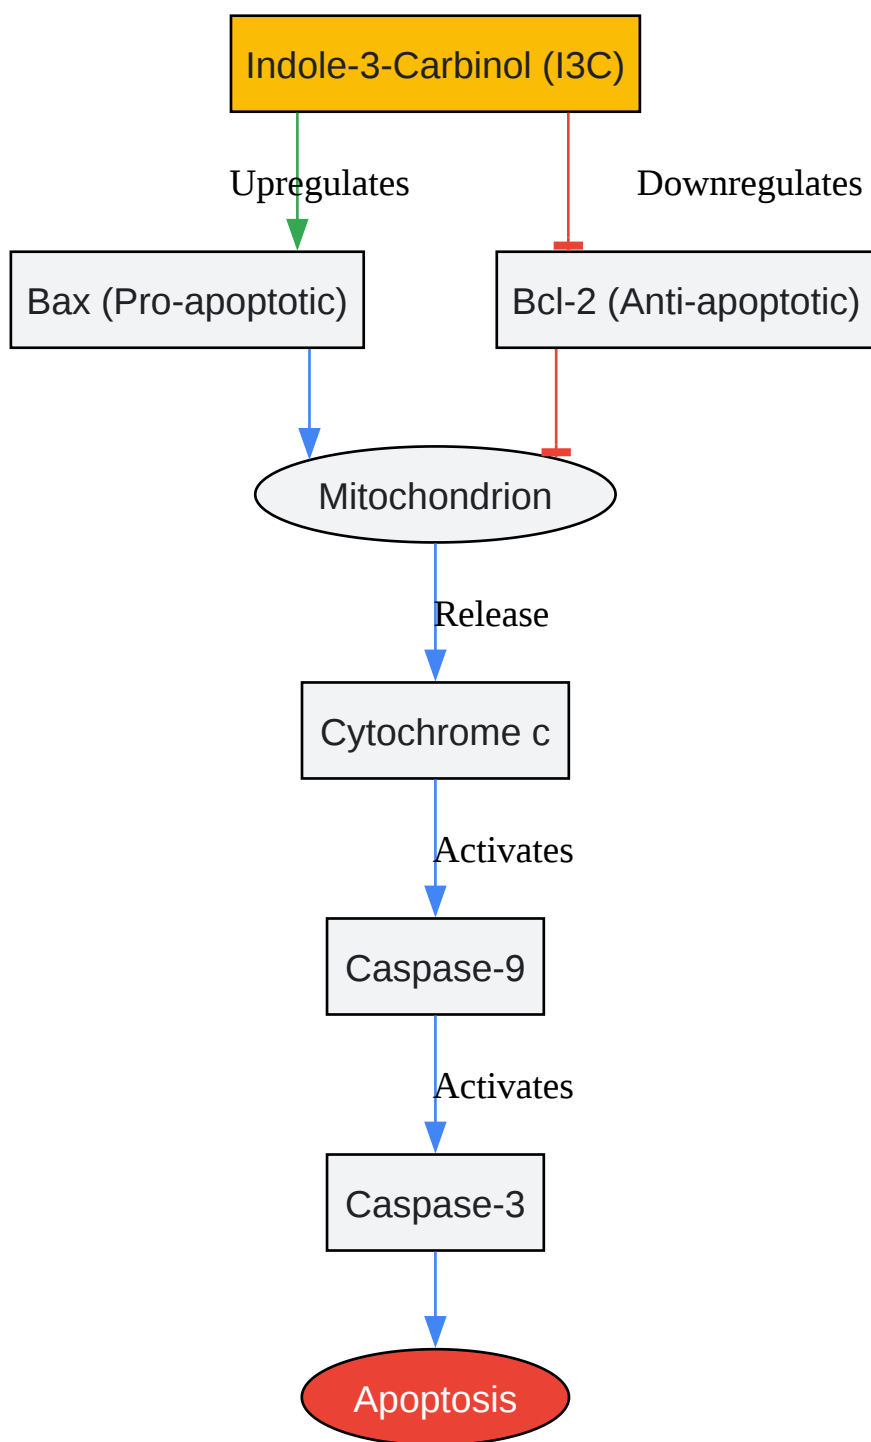 Indole-3-Carbinol (I3C)
Upregulates
Downregulates
Bax (Pro-apoptotic)
Bcl-2 (Anti-apoptotic)
Mitochondrion
Release
Cytochrome c
Activates
Caspase-9
Activates
Caspase-3
Apoptosis